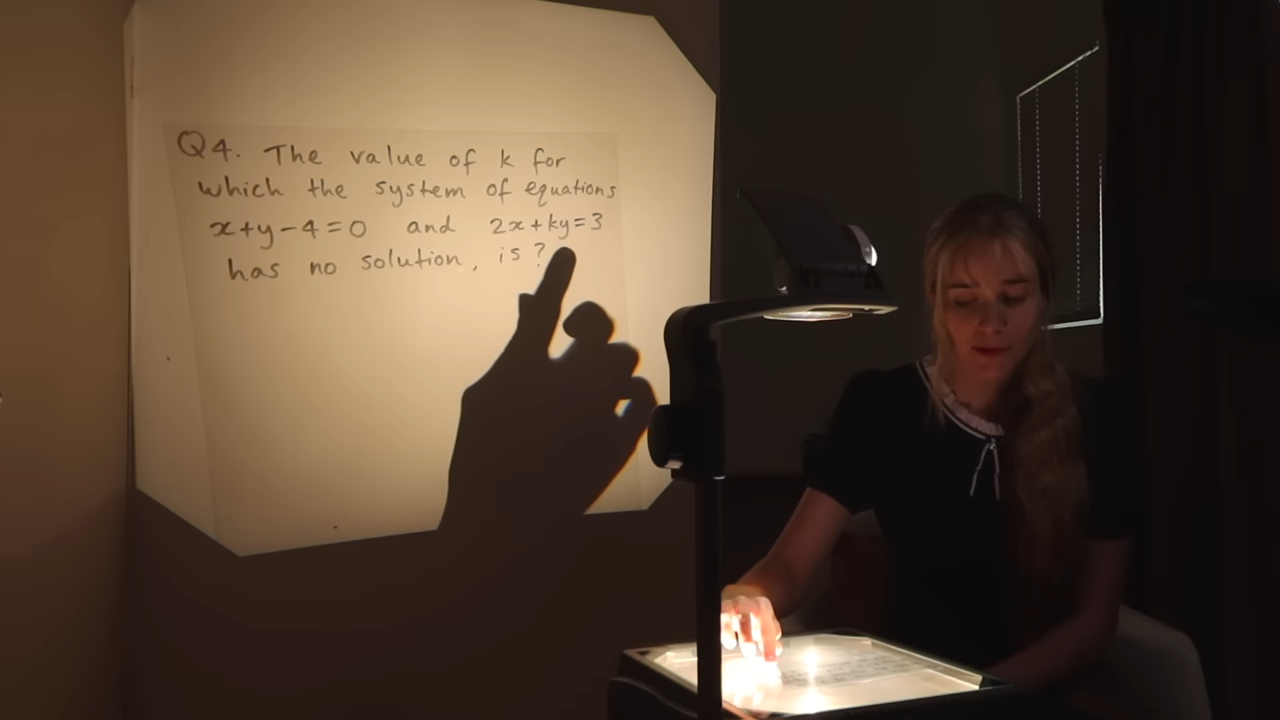 Q4. The value of k for
which the system of equations
x+y-4=0 and 2x+ky=3
has no solution, is?